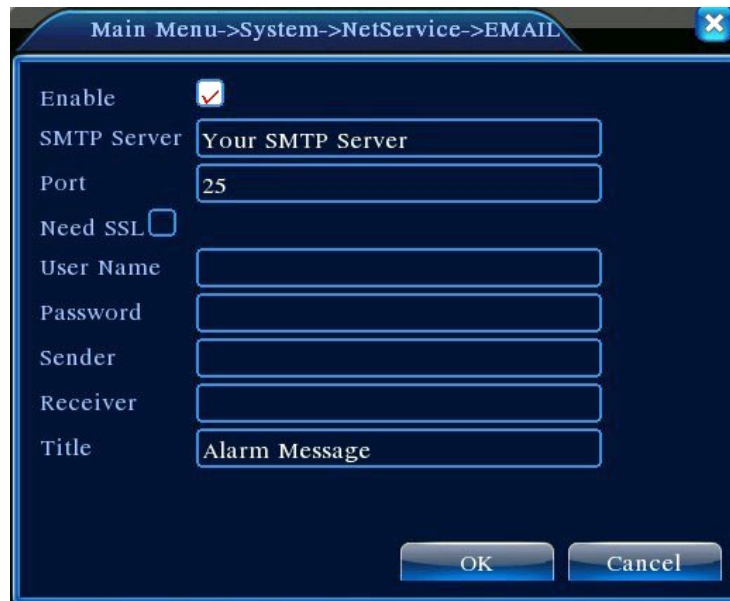 Main Menu->System->NetService->EMAIL
Enable
SMTP Server Your SMTP Server
Port 25
Need SSL
User Name
Password
Sender
Receiver
Title Alarm Message
OK Cancel